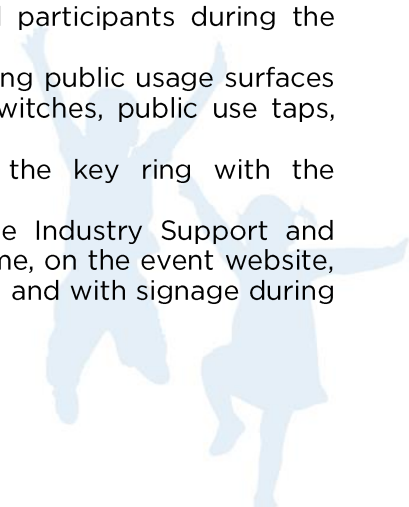 participants during the
ng public usage surfaces
witches, public use taps,
the key ring with the
e Industry Support and
me, on the event website,
and with signage during